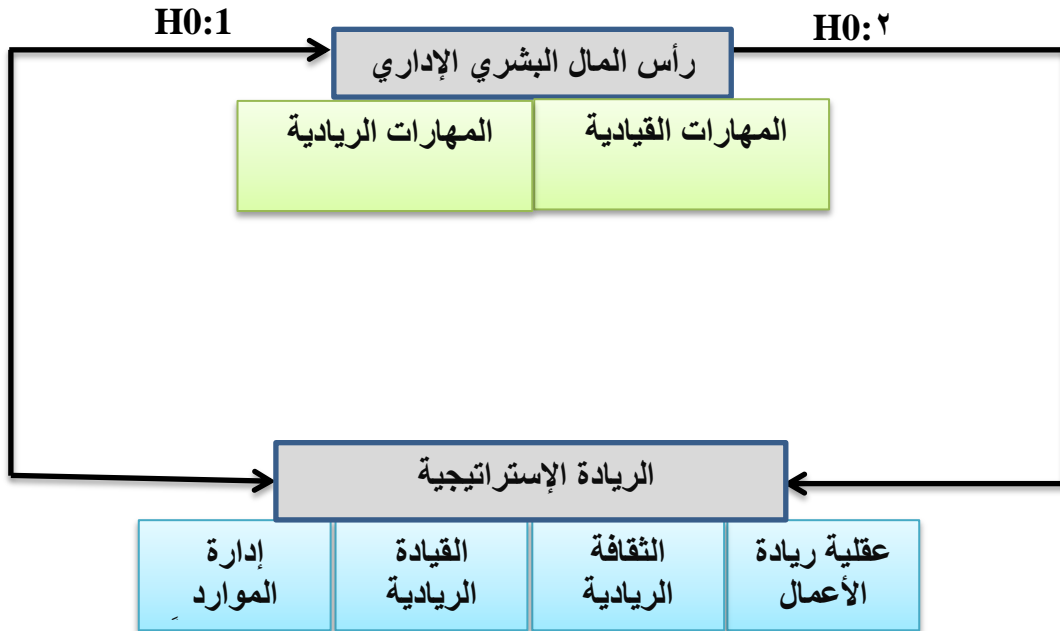 H0:1
H0:٢
رأس المال البشري الإداري
المهارات القيادية
المهارات الريادية
الريادة الإستراتيجية
عقلية ريادة
الأعمال
الثقافة
الريادية
القيادة
الريادية
إدارة
الموارد